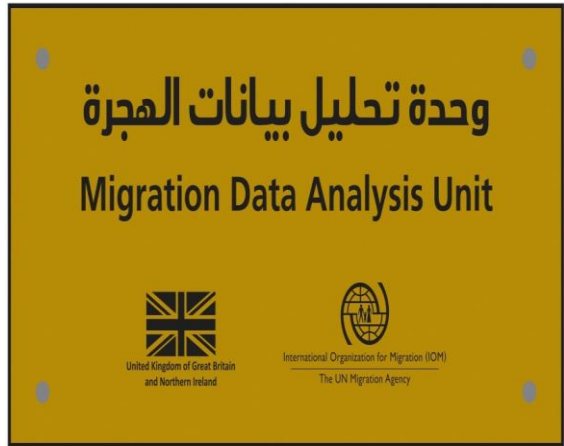 وحدة تحليل بيانات الهجرة
Migration Data Analysis Unit
United Kingdom of Great Britain
and Northern Ireland
International Organization for Migration (IOM)
The UN Migration Agency